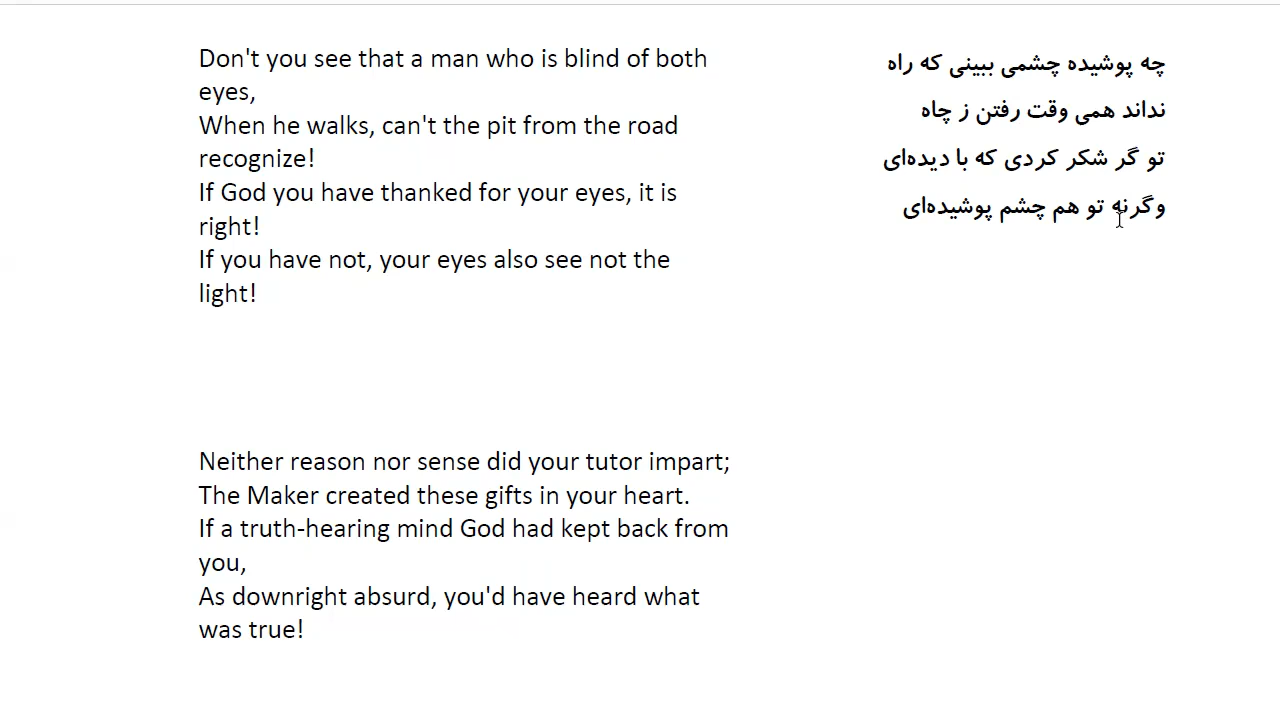 Don't you see that a man who is blind of both
eyes,
When he walks, can't the pit from the road
recognize!
If God you have thanked for your eyes, it is
right!
If you have not, your eyes also see not the
light!
چه پوشیده چشمی ببینی که راه
نداند همی وقت رفتن ز چاه
تو گر شکر کردی که با دیده‌ای
وگرنه تو هم چشم پوشیده‌ای
Neither reason nor sense did your tutor impart;
The Maker created these gifts in your heart.
If a truth-hearing mind God had kept back from
you,
As downright absurd, you'd have heard what
was true!